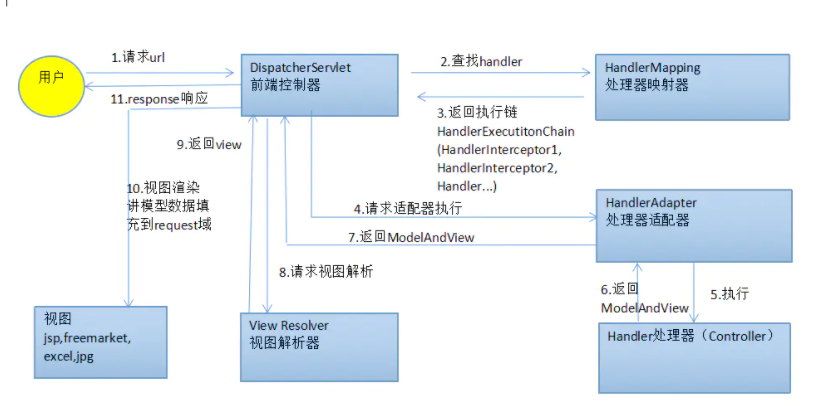 1.请求url
用户
DispatcherServlet
前端控制器
2.查找handler
HandlerMapping
处理器映射器
11.response响应
3.返回执行链
HandlerExecutitonChain
(HandlerInterceptor1,
HandlerInterceptor2,
Handler...)
9.返回view
10.视图渲染
讲模型数据填
充到request域
4.请求适配器执行
HandlerAdapter
处理器适配器
7.返回ModelAndView
8.请求视图解析
6.返回
ModelAndView
5.执行
视图
jsp,freemarket,
excel,jpg
View Resolver
视图解析器
Handler处理器（Controller）